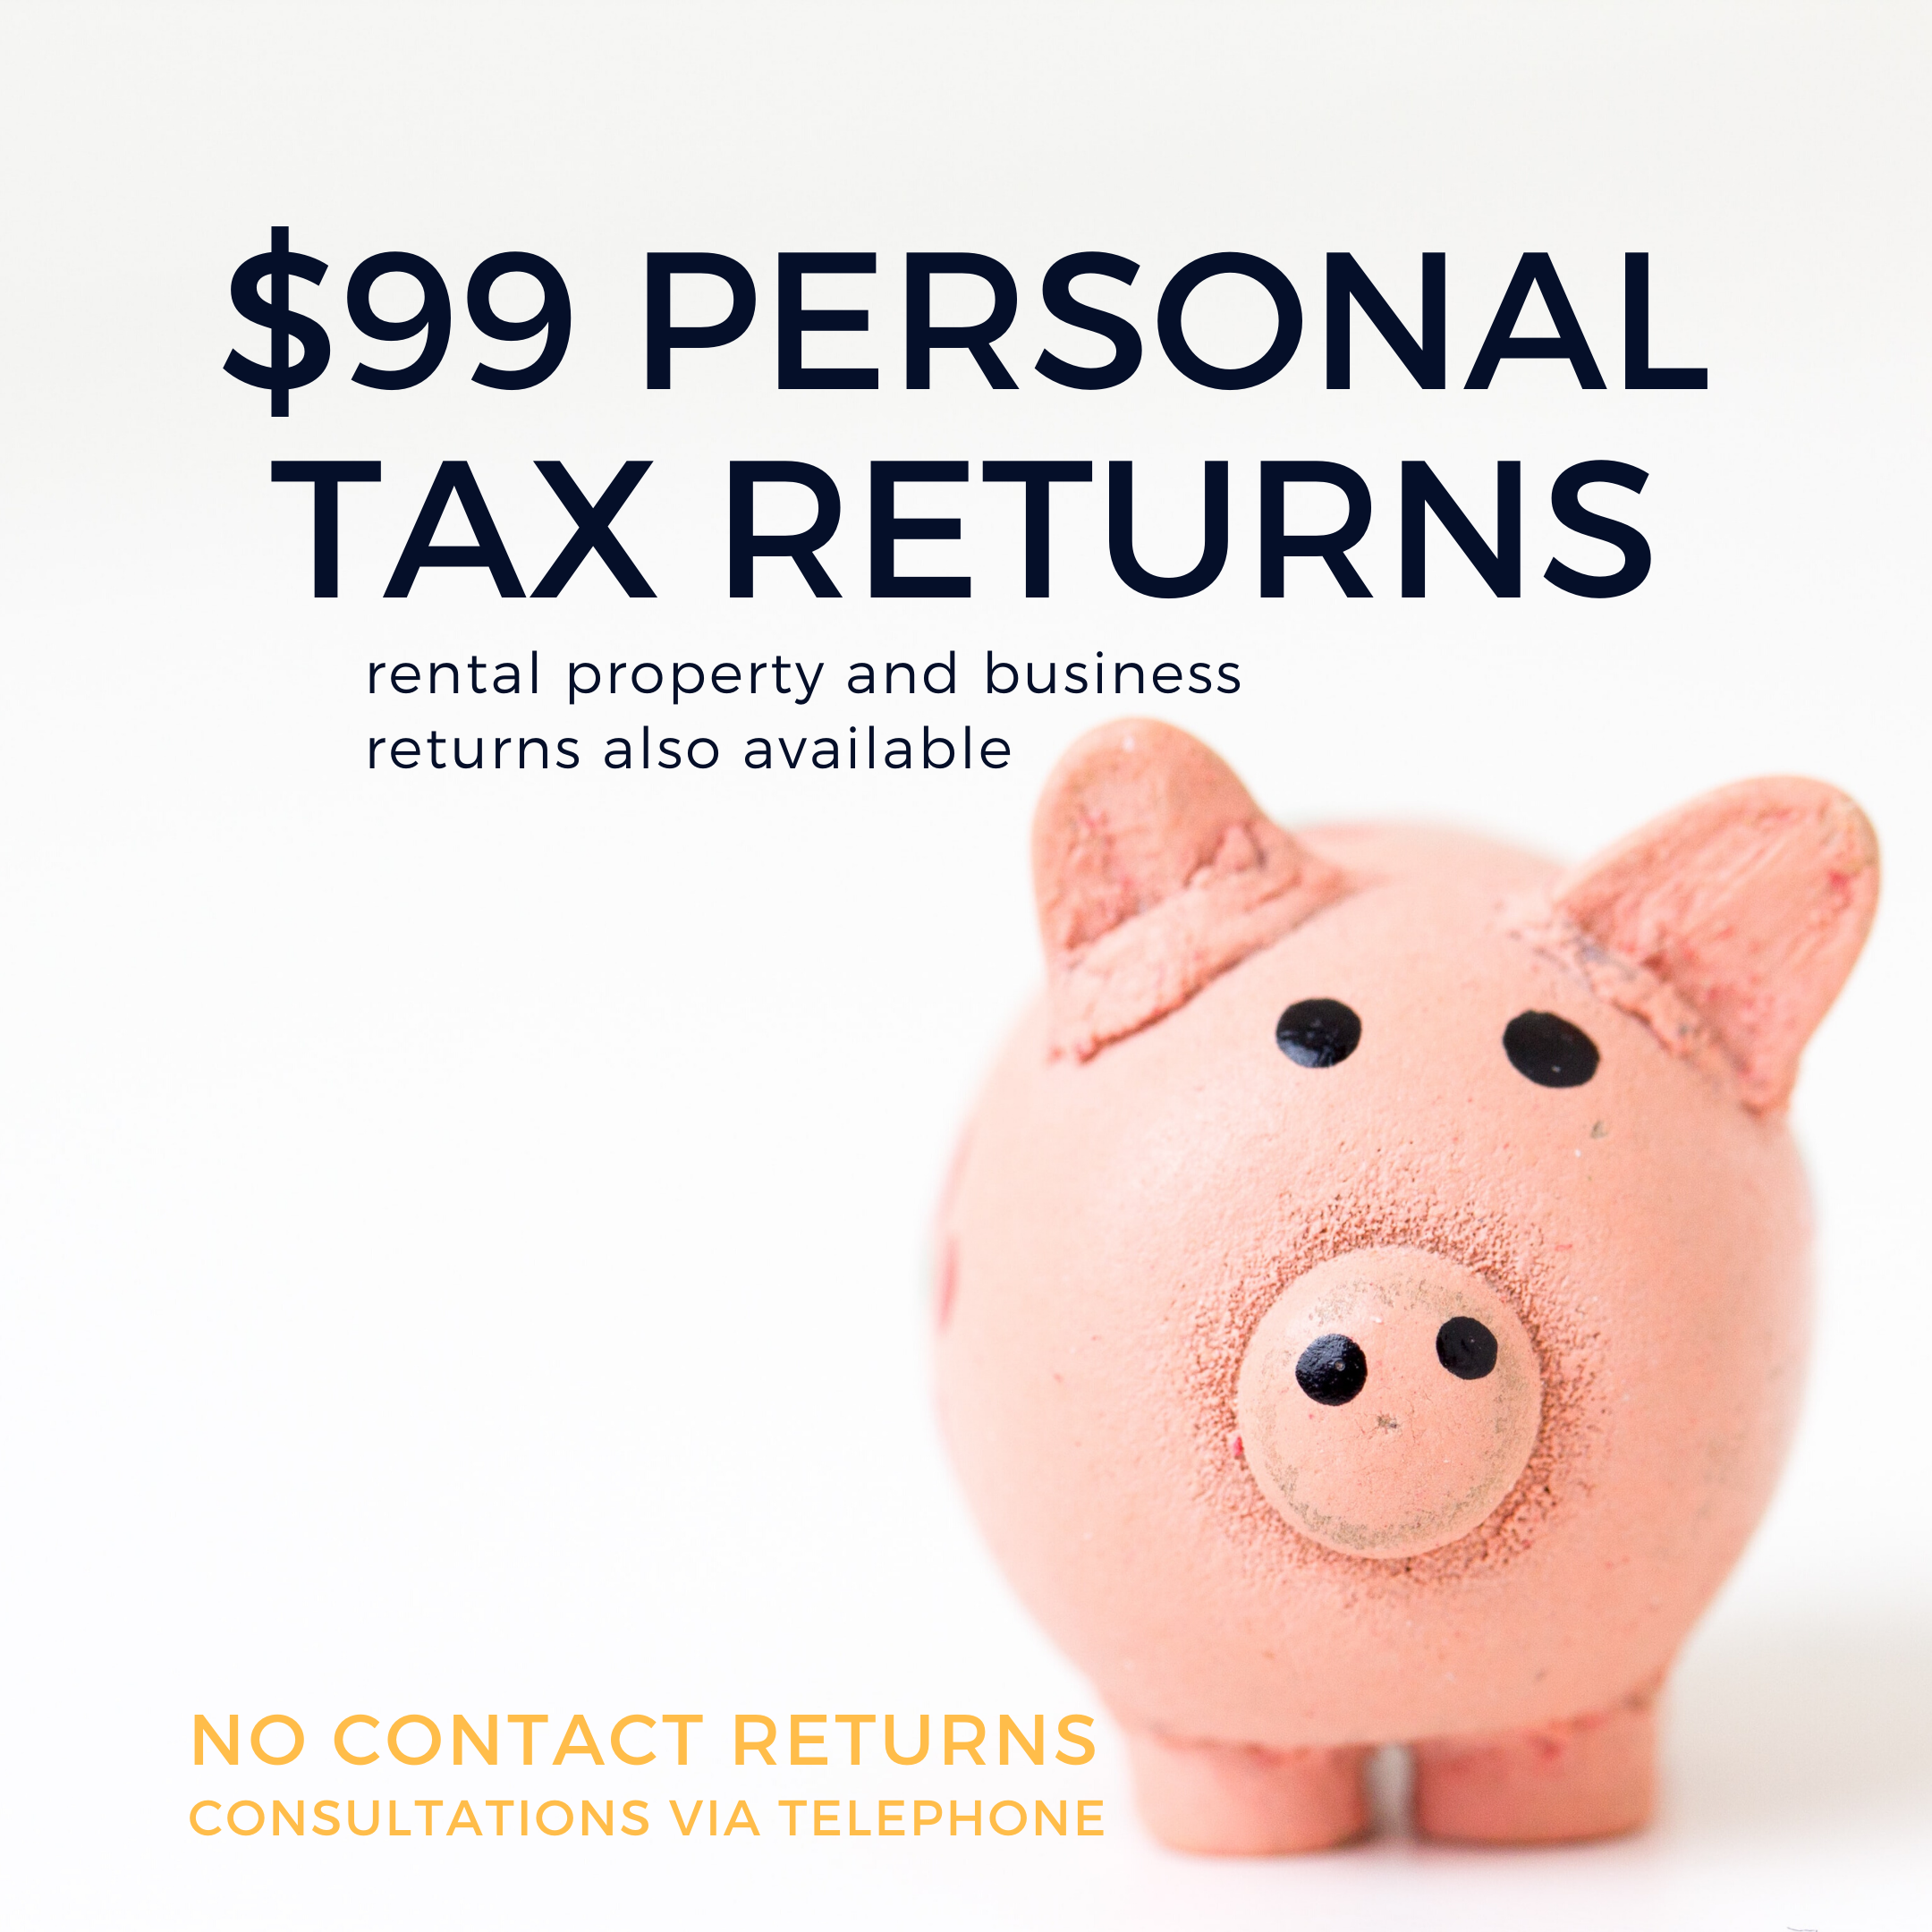 $99 PERSONAL
TAX RETURNS
rental property and business
returns also available
NO CONTACT RETURNS
CONSULTATIONS VIA TELEPHONE